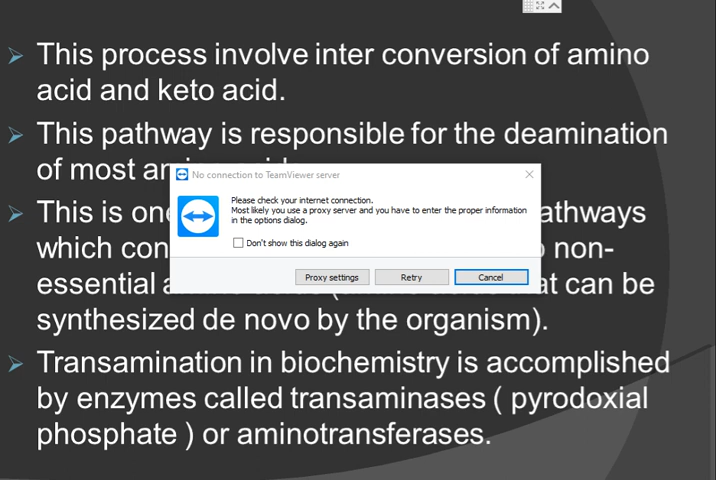 This process involve inter conversion of amino
acid and keto acid.
This pathway is responsible for the deamination
of most
This is one pathways
which non-
essential that can be
synthesized de novo by the organism).
Transamination in biochemistry is accomplished
by enzymes called transaminases ( pyrodoxial
phosphate ) or aminotransferases.
No connection to TeamViewer server
Please check your internet connection.
Most likely you use a proxy server and you have to enter the proper information
in the options dialog.
Don't show this dialog again
Proxy settings Retry Cancel